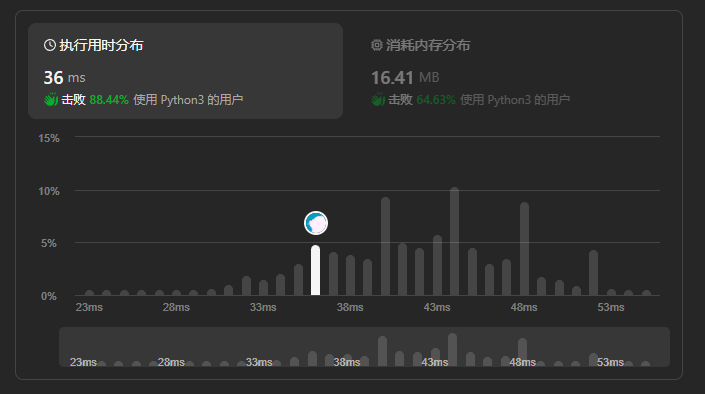 执行用时分布
36 ms
击败 88.44% 使用 Python3 的用户
消耗内存分布
16.41 MB
击败 64.63% 使用 Python3 的用户
15%
10%
5%
0%
23ms 28ms 33ms 38ms 43ms 48ms 53ms
23ms 28ms 33ms 38ms 43ms 48ms 53ms